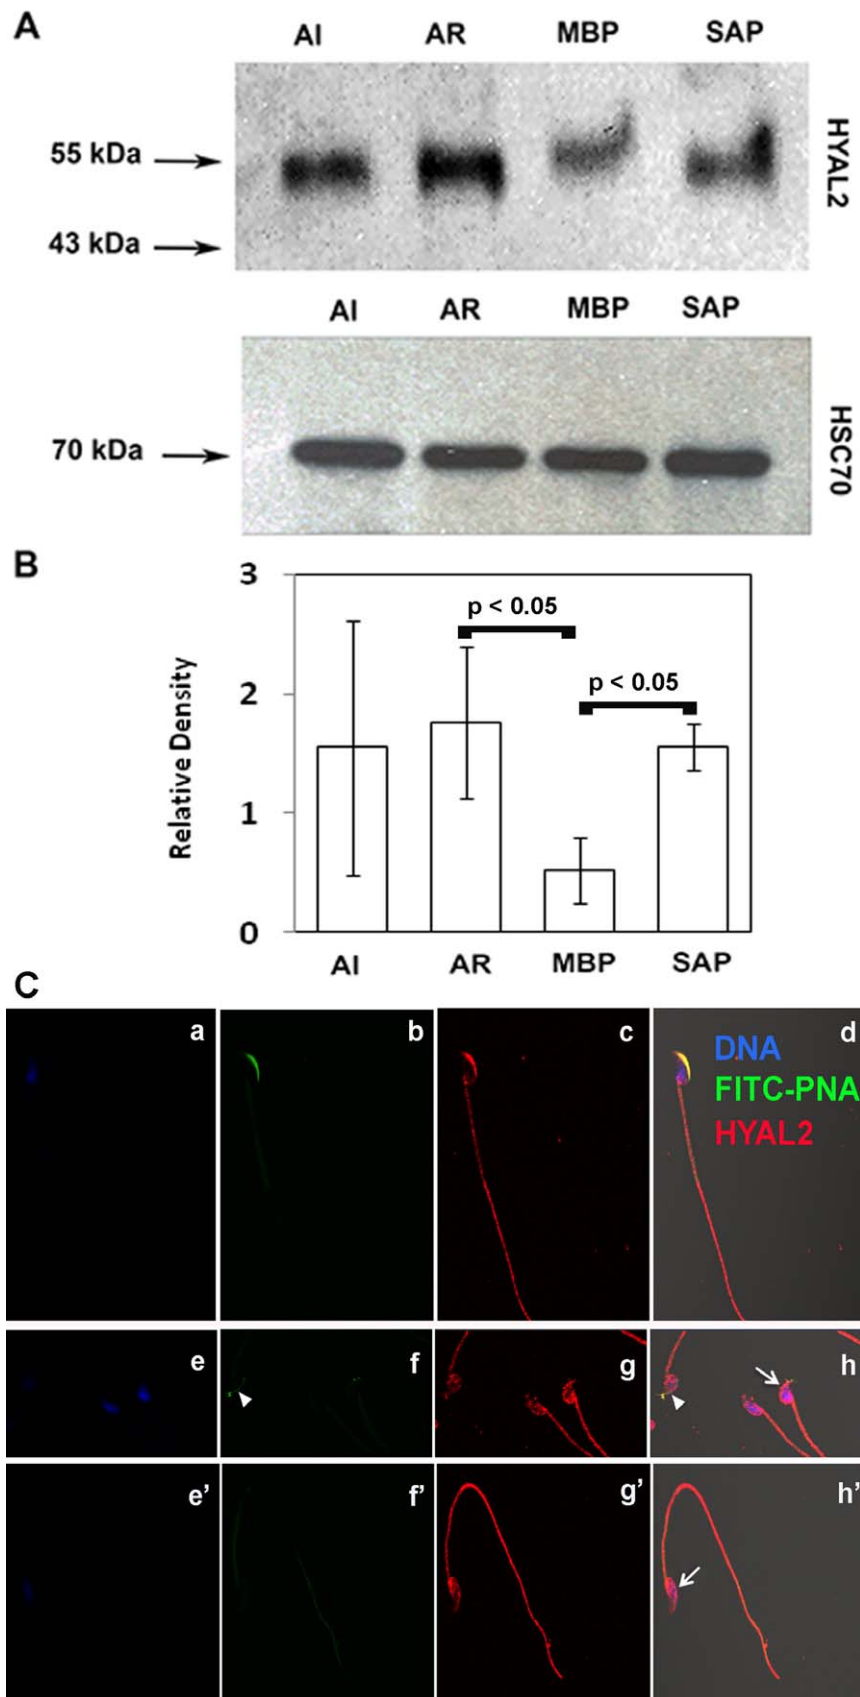 A
AI AR MBP SAP
55 kDa
43 kDa
HYAL2
AI AR MBP SAP
70 kDa
HSC70
B
3
p < 0.05
2
p < 0.05
1
0
Relative Density
AI AR MBP SAP
C
a b c d
DNA
FITC-PNA
HYAL2
e f g h
e' f' g' h'